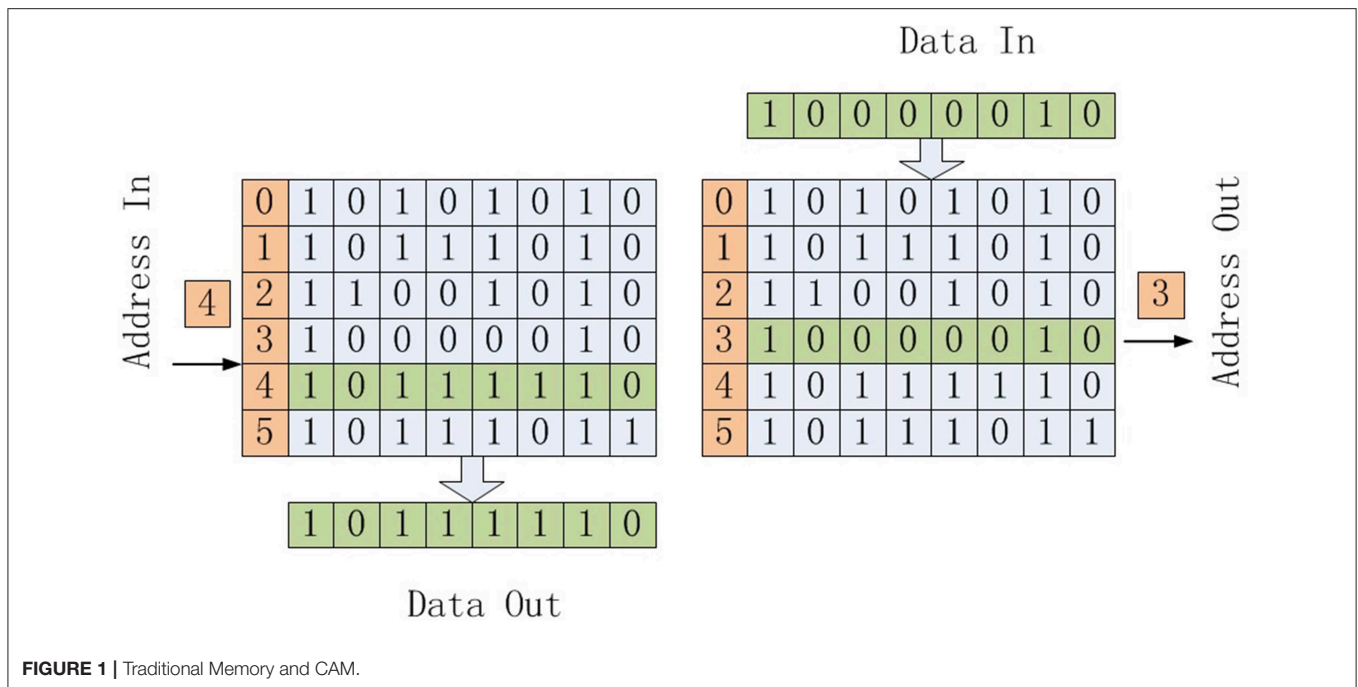 Data In
1 0 0 0 0 0 1 0
Address In
4
0 1 0 1 0 1 0 1 0
1 1 0 1 1 1 0 1 0
2 1 1 0 0 1 0 1 0
3 1 0 0 0 0 0 1 0
4 1 0 1 1 1 1 1 0
5 1 0 1 1 1 0 1 1
1 0 1 1 1 1 1 0
Data Out
0 1 0 1 0 1 0 1 0
1 1 0 1 1 1 0 1 0
2 1 1 0 0 1 0 1 0
3 1 0 0 0 0 0 1 0
4 1 0 1 1 1 1 1 0
5 1 0 1 1 1 0 1 1
3
Address Out
FIGURE 1 | Traditional Memory and CAM.